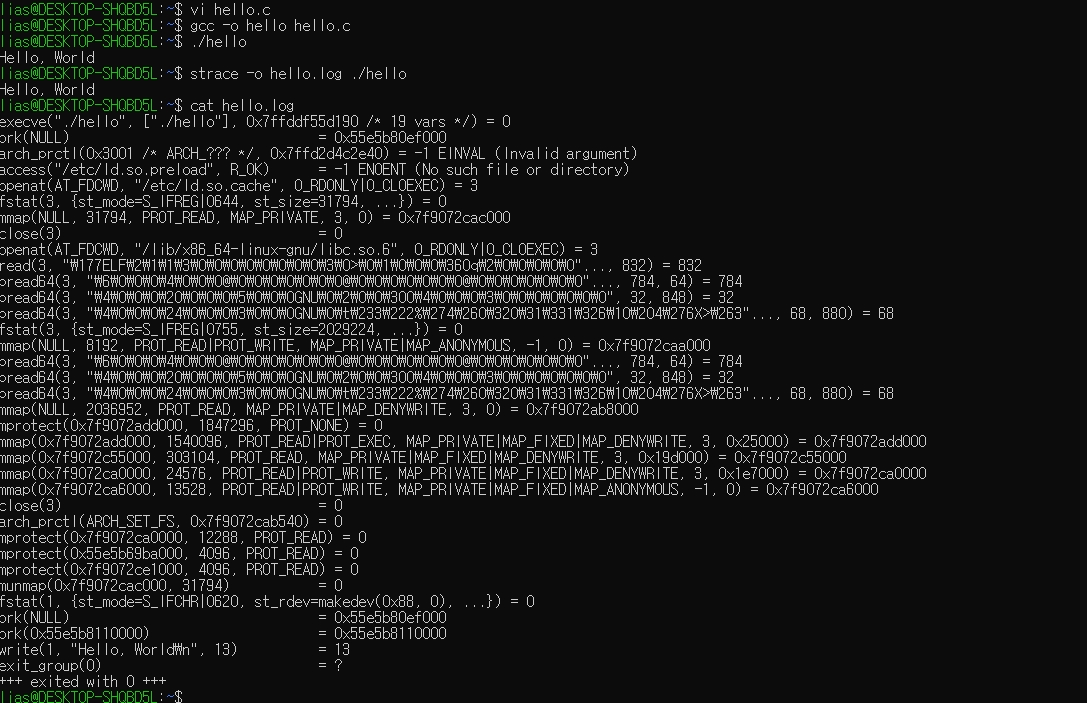 lias@DESKTOP-SHQBD5L:~$ vi hello.c
lias@DESKTOP-SHQBD5L:~$ gcc -o hello hello.c
lias@DESKTOP-SHQBD5L:~$ ./hello
Hello, World
lias@DESKTOP-SHQBD5L:~$ strace -o hello.log ./hello
Hello, World
lias@DESKTOP-SHQBD5L:~$ cat hello.log
execve("./hello", ["./hello"], 0x7ffddf55d190 /* 19 vars */) = 0
brk(NULL)                               = 0x55e5b80ef000
arch_prctl(0x3001 /* ARCH_??? */, 0x7ffd2d4c2e40) = -1 EINVAL (Invalid argument)
access("/etc/ld.so.preload", R_OK)      = -1 ENOENT (No such file or directory)
openat(AT_FDCWD, "/etc/ld.so.cache", O_RDONLY|O_CLOEXEC) = 3
fstat(3, {st_mode=S_IFREG|0644, st_size=31794, ...}) = 0
mmap(NULL, 31794, PROT_READ, MAP_PRIVATE, 3, 0) = 0x7f9072cac000
close(3)                                = 0
openat(AT_FDCWD, "/lib/x86_64-linux-gnu/libc.so.6", O_RDONLY|O_CLOEXEC) = 3
read(3, "₩177ELF₩2₩1₩1₩3₩0₩0₩0₩0₩0₩0₩0₩0₩3₩0>₩0₩1₩0₩0₩0₩360q₩2₩0₩0₩0₩0₩0"..., 832) = 832
pread64(3, "₩6₩0₩0₩0₩4₩0₩0₩0@₩0₩0₩0₩0₩0₩0₩0@₩0₩0₩0₩0₩0₩0₩0@₩0₩0₩0₩0₩0₩0₩0"..., 784, 64) = 784
pread64(3, "₩4₩0₩0₩0₩20₩0₩0₩0₩5₩0₩0₩0GNU₩0₩2₩0₩0₩300₩4₩0₩0₩0₩3₩0₩0₩0₩0₩0₩0₩0", 32, 848) = 32
pread64(3, "₩4₩0₩0₩0₩24₩0₩0₩0₩3₩0₩0₩0GNU₩0₩t₩233₩222%₩274₩260₩320₩31₩331₩326₩10₩204₩276X>₩263"..., 68, 880) = 68
fstat(3, {st_mode=S_IFREG|0755, st_size=2029224, ...}) = 0
mmap(NULL, 8192, PROT_READ|PROT_WRITE, MAP_PRIVATE|MAP_ANONYMOUS, -1, 0) = 0x7f9072caa000
pread64(3, "₩6₩0₩0₩0₩4₩0₩0₩0@₩0₩0₩0₩0₩0₩0₩0@₩0₩0₩0₩0₩0₩0₩0@₩0₩0₩0₩0₩0₩0₩0"..., 784, 64) = 784
pread64(3, "₩4₩0₩0₩0₩20₩0₩0₩0₩5₩0₩0₩0GNU₩0₩2₩0₩0₩300₩4₩0₩0₩0₩3₩0₩0₩0₩0₩0₩0₩0", 32, 848) = 32
pread64(3, "₩4₩0₩0₩0₩24₩0₩0₩0₩3₩0₩0₩0GNU₩0₩t₩233₩222%₩274₩260₩320₩31₩331₩326₩10₩204₩276X>₩263"..., 68, 880) = 68
mmap(NULL, 2036952, PROT_READ, MAP_PRIVATE|MAP_DENYWRITE, 3, 0) = 0x7f9072ab8000
mprotect(0x7f9072add000, 1847296, PROT_NONE) = 0
mmap(0x7f9072add000, 1540096, PROT_READ|PROT_EXEC, MAP_PRIVATE|MAP_FIXED|MAP_DENYWRITE, 3, 0x25000) = 0x7f9072add000
mmap(0x7f9072c55000, 303104, PROT_READ, MAP_PRIVATE|MAP_FIXED|MAP_DENYWRITE, 3, 0x19d000) = 0x7f9072c55000
mmap(0x7f9072ca0000, 24576, PROT_READ|PROT_WRITE, MAP_PRIVATE|MAP_FIXED|MAP_DENYWRITE, 3, 0x1e7000) = 0x7f9072ca0000
mmap(0x7f9072ca6000, 13528, PROT_READ|PROT_WRITE, MAP_PRIVATE|MAP_FIXED|MAP_ANONYMOUS, -1, 0) = 0x7f9072ca6000
close(3)                                = 0
arch_prctl(ARCH_SET_FS, 0x7f9072cab540) = 0
mprotect(0x7f9072ca0000, 12288, PROT_READ) = 0
mprotect(0x55e5b69ba000, 4096, PROT_READ) = 0
mprotect(0x7f9072ce1000, 4096, PROT_READ) = 0
munmap(0x7f9072cac000, 31794)           = 0
fstat(1, {st_mode=S_IFCHR|0620, st_rdev=makedev(0x88, 0), ...}) = 0
brk(NULL)                               = 0x55e5b80ef000
brk(0x55e5b8110000)                     = 0x55e5b8110000
write(1, "Hello, World₩n", 13)          = 13
exit_group(0)                           = ?
+++ exited with 0 +++
lias@DESKTOP-SHQBD5L:~$